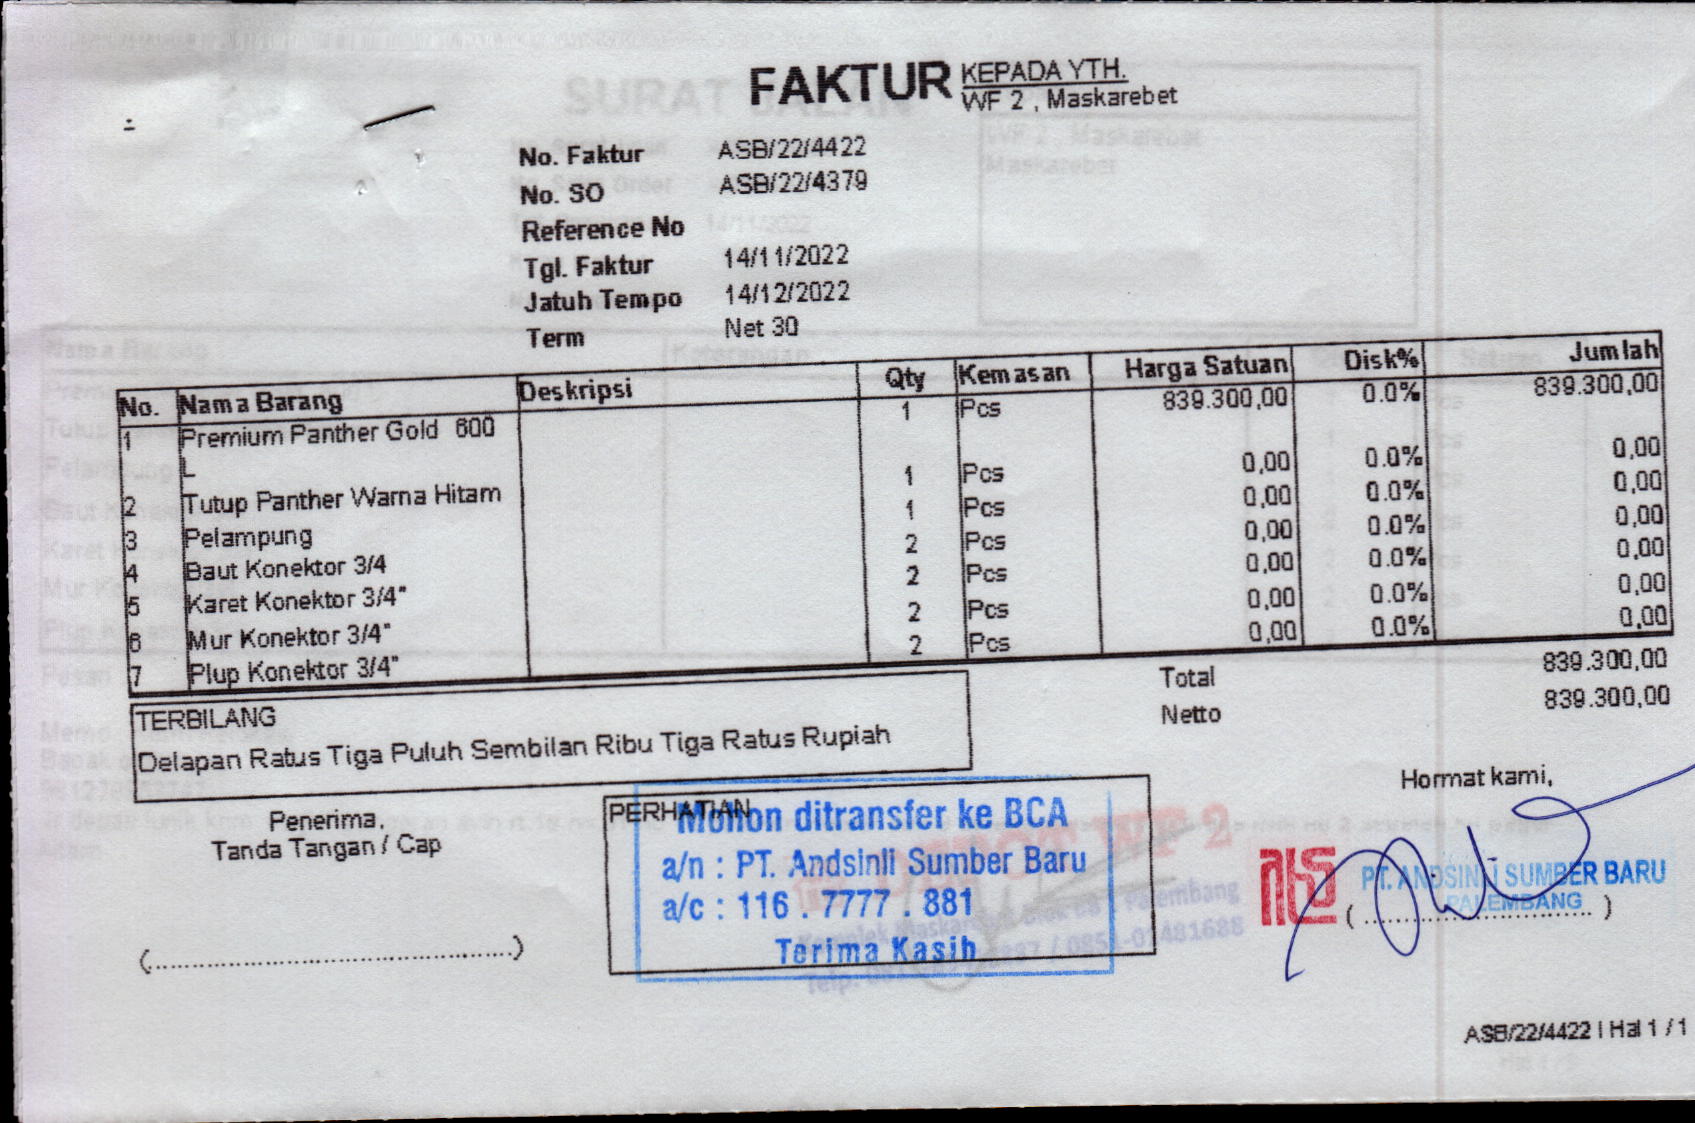 FAKTUR
KEPADA YTH.
WF 2 , Maskarebet
No. Faktur ASB/22/4422
No. SO ASB/22/4379
Reference No
Tgl. Faktur 14/11/2022
Jatuh Tempo 14/12/2022
Term Net 30
No. Nama Barang Deskripsi Qty Kemasan Harga Satuan Disk% Jumlah
1 Premium Panther Gold 600 1 Pcs 839.300,00 0.0% 839.300,00
L
2 Tutup Panther Warna Hitam 1 Pcs 0,00 0.0% 0,00
3 Pelampung 1 Pcs 0,00 0.0% 0,00
4 Baut Konektor 3/4 2 Pcs 0,00 0.0% 0,00
5 Karet Konektor 3/4" 2 Pcs 0,00 0.0% 0,00
6 Mur Konektor 3/4" 2 Pcs 0,00 0.0% 0,00
7 Plup Konektor 3/4" 2 Pcs 0,00 0.0% 0,00
Total 839.300,00
Netto 839.300,00
TERBILANG
Delapan Ratus Tiga Puluh Sembilan Ribu Tiga Ratus Rupiah
Penerima,
Tanda Tangan / Cap
(....................................................)
PERHATIAN
Mohon ditransfer ke BCA
a/n : PT. Andsinli Sumber Baru
a/c : 116 . 7777 . 881
Terima Kasih
WF 2
Palembang
Hormat kami,
PT. ANDSINLI SUMBER BARU
PALEMBANG
(....................................)
ASB/22/4422 | Hal 1 / 1